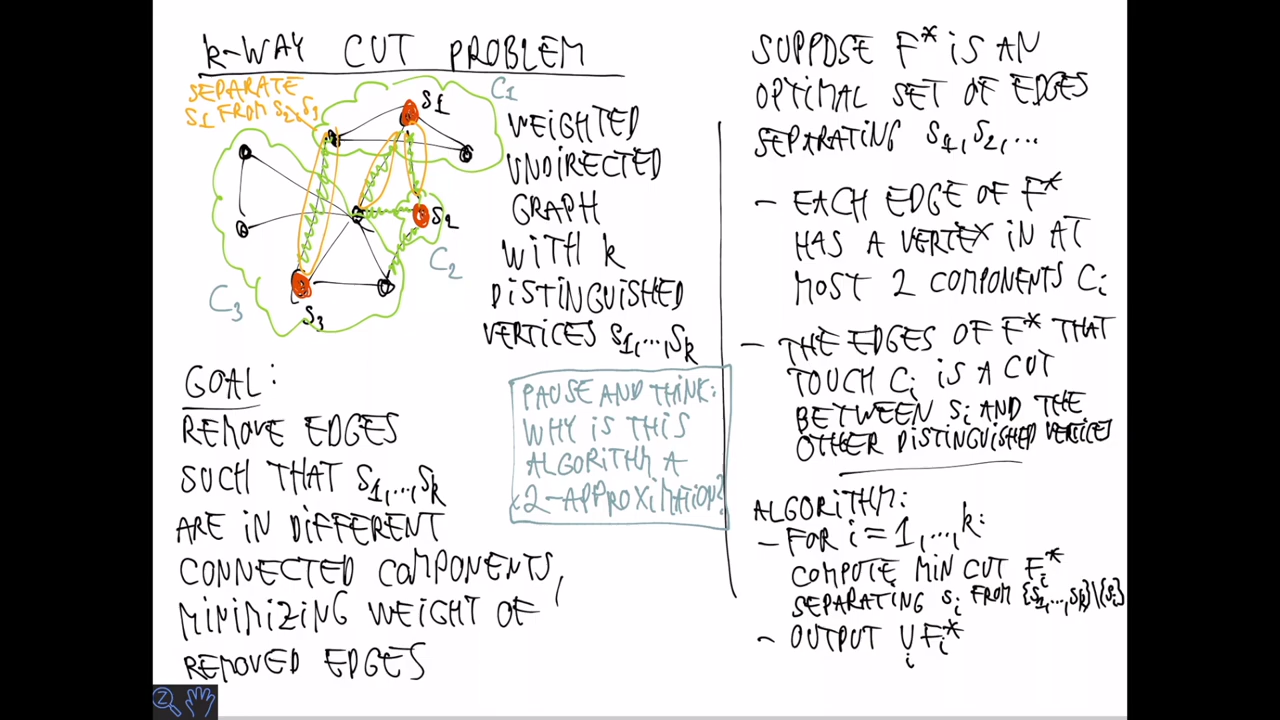 k-WAY CUT PROBLEM
SEPARATE
S1 FROM S2, S3
S1
C1
S2
C2
C3
S3
WEIGHTED
UNDIRECTED
GRAPH
WITH k
DISTINGUISHED
VERTICES S1,...,Sk
GOAL:
REMOVE EDGES
SUCH THAT S1,...,Sk
ARE IN DIFFERENT
CONNECTED COMPONENTS,
MINIMIZING WEIGHT OF
REMOVED EDGES
PAUSE AND THINK:
WHY IS THIS
ALGORITHM A
2-APPROXIMATION?
SUPPOSE F* IS AN
OPTIMAL SET OF EDGES
SEPARATING S1, S2, ...
- EACH EDGE OF F*
HAS A VERTEX IN AT
MOST 2 COMPONENTS Ci
- THE EDGES OF F* THAT
TOUCH Ci IS A CUT
BETWEEN Si AND THE
OTHER DISTINGUISHED VERTICES
ALGORITHM:
- FOR i = 1,...,k:
COMPUTE MIN CUT Fi*
SEPARATING Si FROM {S1,...,Sk}\{Si}
- OUTPUT ∪i Fi*